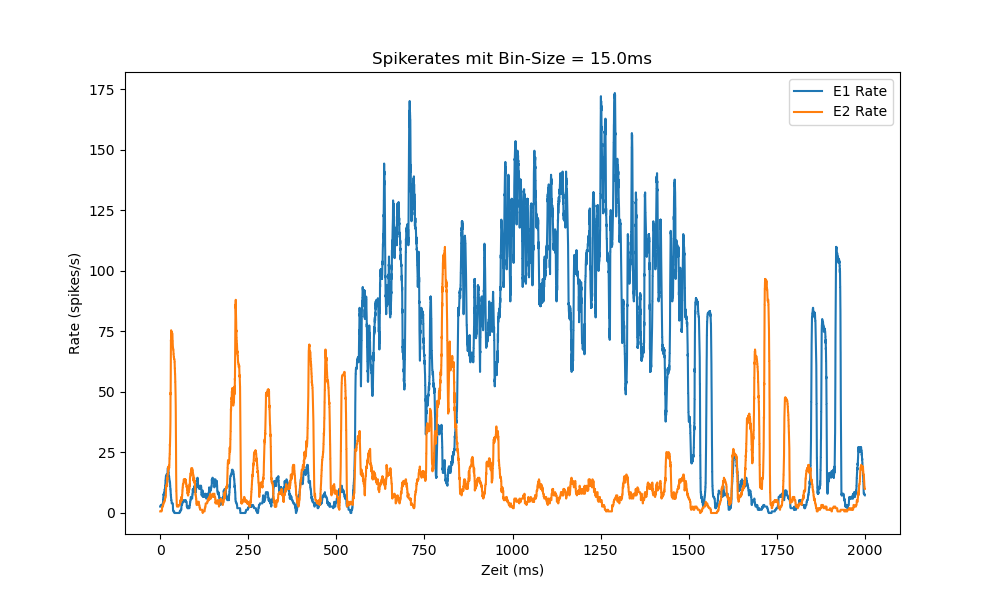 Spikerates mit Bin-Size = 15.0ms
E1 Rate
E2 Rate
175
150
125
100
75
50
25
0
Rate (spikes/s)
0 250 500 750 1000 1250 1500 1750 2000
Zeit (ms)